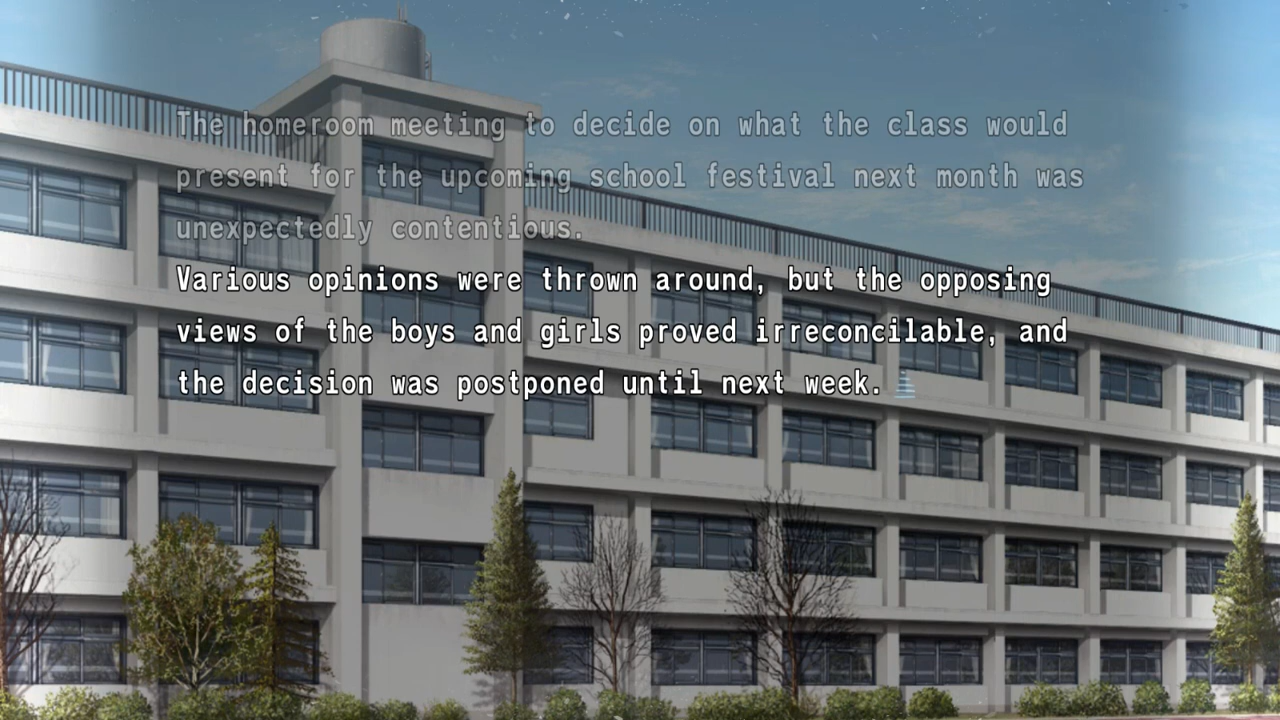 The homeroom meeting to decide on what the class would
present for the upcoming school festival next month was
unexpectedly contentious.
Various opinions were thrown around, but the opposing
views of the boys and girls proved irreconcilable, and
the decision was postponed until next week.